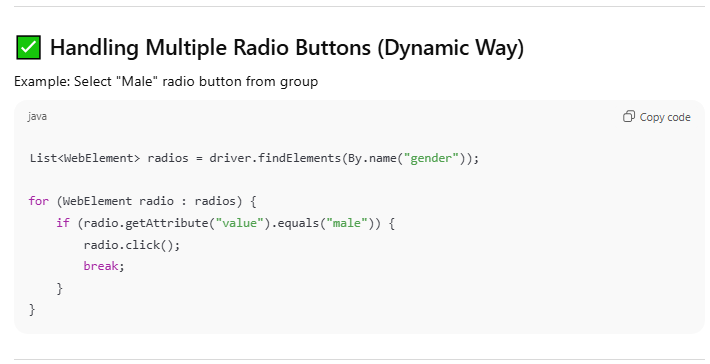 ✅ Handling Multiple Radio Buttons (Dynamic Way)
Example: Select "Male" radio button from group
java
Copy code
List<WebElement> radios = driver.findElements(By.name("gender"));
for (WebElement radio : radios) {
    if (radio.getAttribute("value").equals("male")) {
        radio.click();
        break;
    }
}